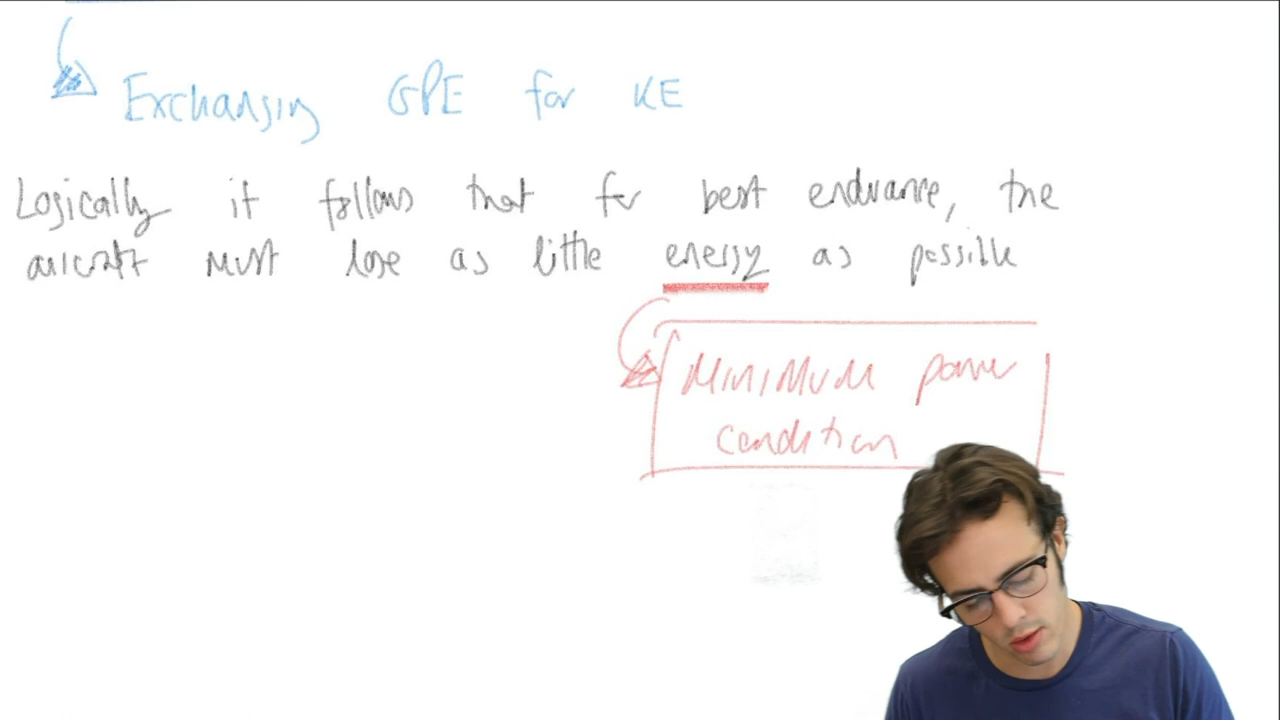 Exchanging GPE for KE
Logically it follows that for best endurance, the
aircraft must lose as little energy as possible
Minimum power
condition